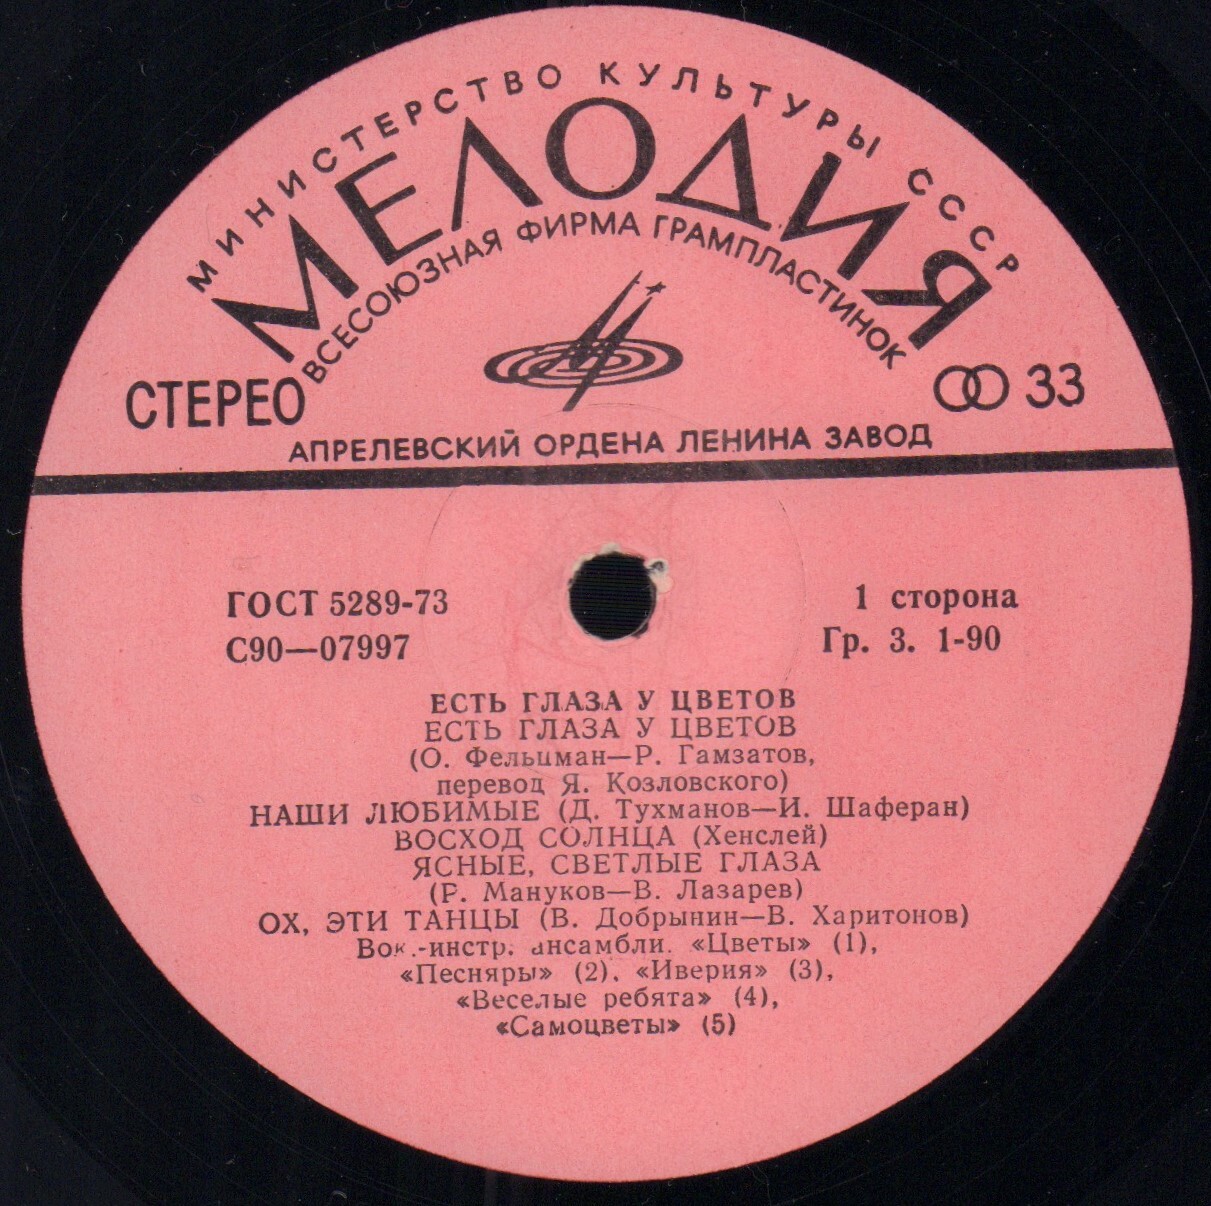 МИНИСТЕРСТВО КУЛЬТУРЫ СССР
МЕЛОДИЯ
ВСЕСОЮЗНАЯ ФИРМА ГРАМПЛАСТИНОК
СТЕРЕО
33
АПРЕЛЕВСКИЙ ОРДЕНА ЛЕНИНА ЗАВОД
ГОСТ 5289-73
1 сторона
С90—07997
Гр. 3. 1-90
ЕСТЬ ГЛАЗА У ЦВЕТОВ
ЕСТЬ ГЛАЗА У ЦВЕТОВ
(О. Фельцман—Р. Гамзатов,
перевод Я. Козловского)
НАШИ ЛЮБИМЫЕ (Д. Тухманов—И. Шаферан)
ВОСХОД СОЛНЦА (Хенслей)
ЯСНЫЕ, СВЕТЛЫЕ ГЛАЗА
(Р. Мануков—В. Лазарев)
ОХ, ЭТИ ТАНЦЫ (В. Добрынин—В. Харитонов)
Вок.-инстр. ансамбли. «Цветы» (1),
«Песняры» (2). «Иверия» (3),
«Веселые ребята» (4),
«Самоцветы» (5)